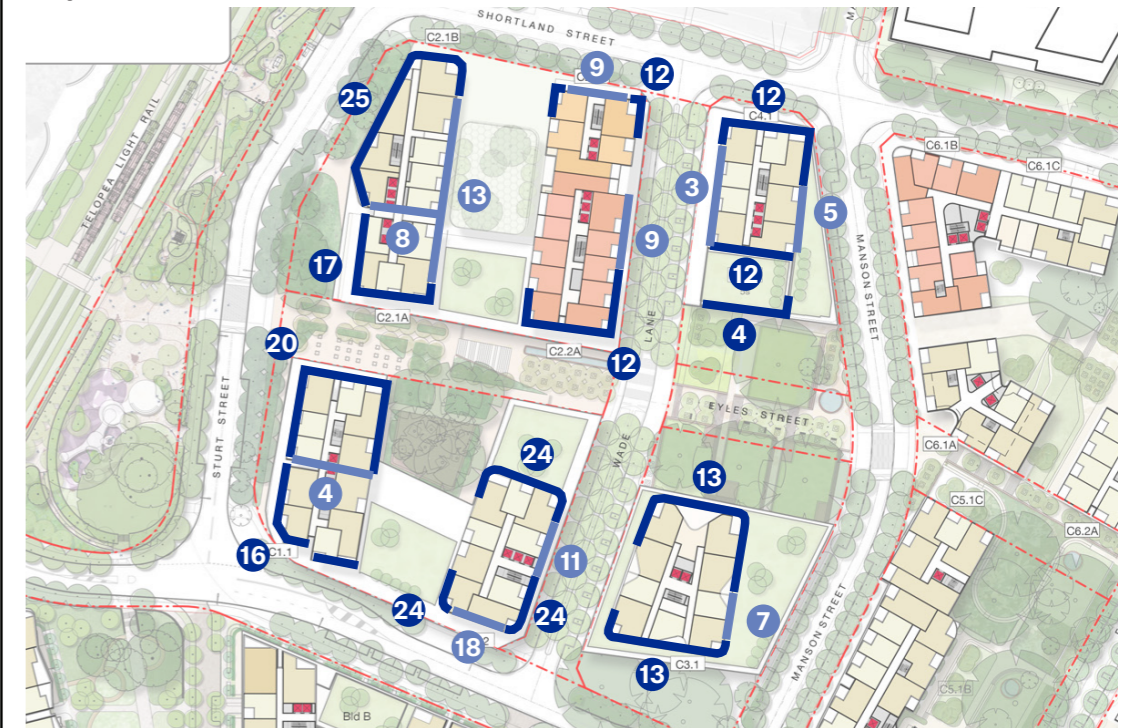 SHORTLAND STREET
C2.1B
9
12
25
12
C4.1
C6.1B
C6.1C
TELOPEA LIGHT RAIL
13
3
5
8
9
17
12
MANSON STREET
C2.1A
4
LANE
20
C2.2A
12
EYLES STREET
STURT STREET
WADE
C6.1A
24
13
C5.1C
4
C6.2A
16
C1.1
11
24
24
7
18
MANSON STREET
13
C3.1
C5.1B
Bld B